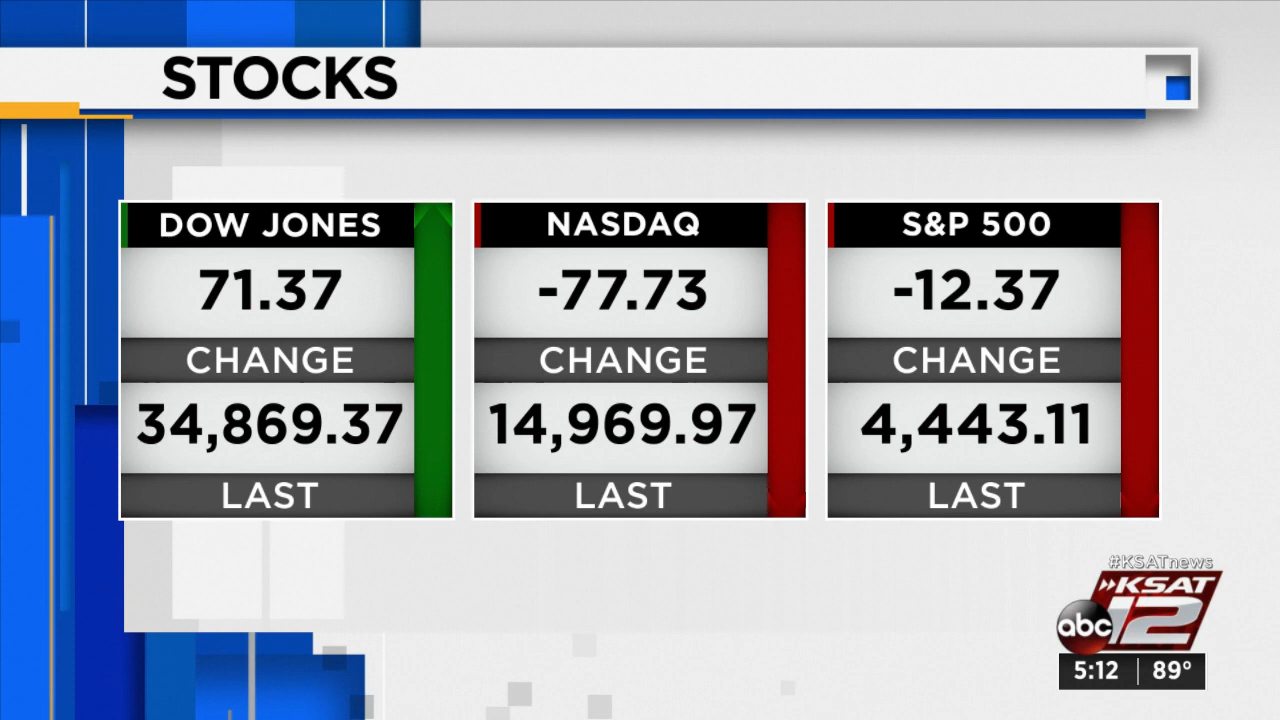 STOCKS
DOW JONES
71.37
CHANGE
34,869.37
LAST
NASDAQ
-77.73
CHANGE
14,969.97
LAST
S&P 500
-12.37
CHANGE
4,443.11
LAST
#KSATnews
KSAT
abc 12
5:12 | 89°